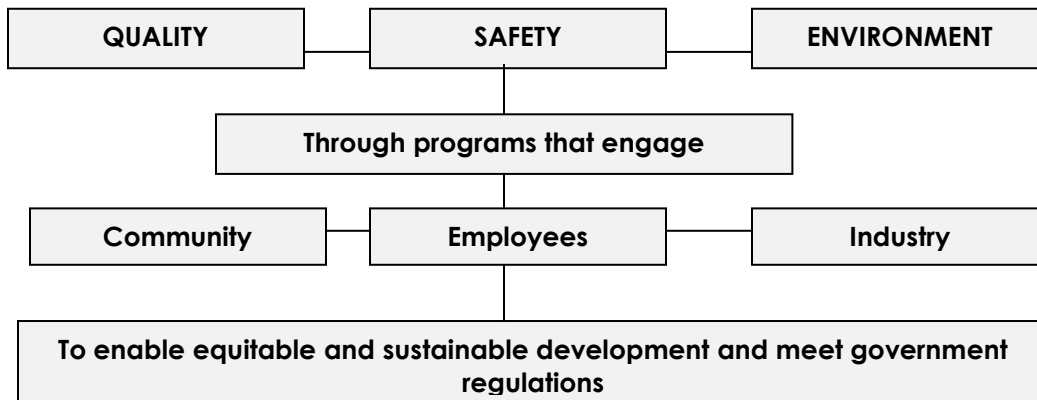 QUALITY
SAFETY
ENVIRONMENT
Through programs that engage
Community
Employees
Industry
To enable equitable and sustainable development and meet government
regulations